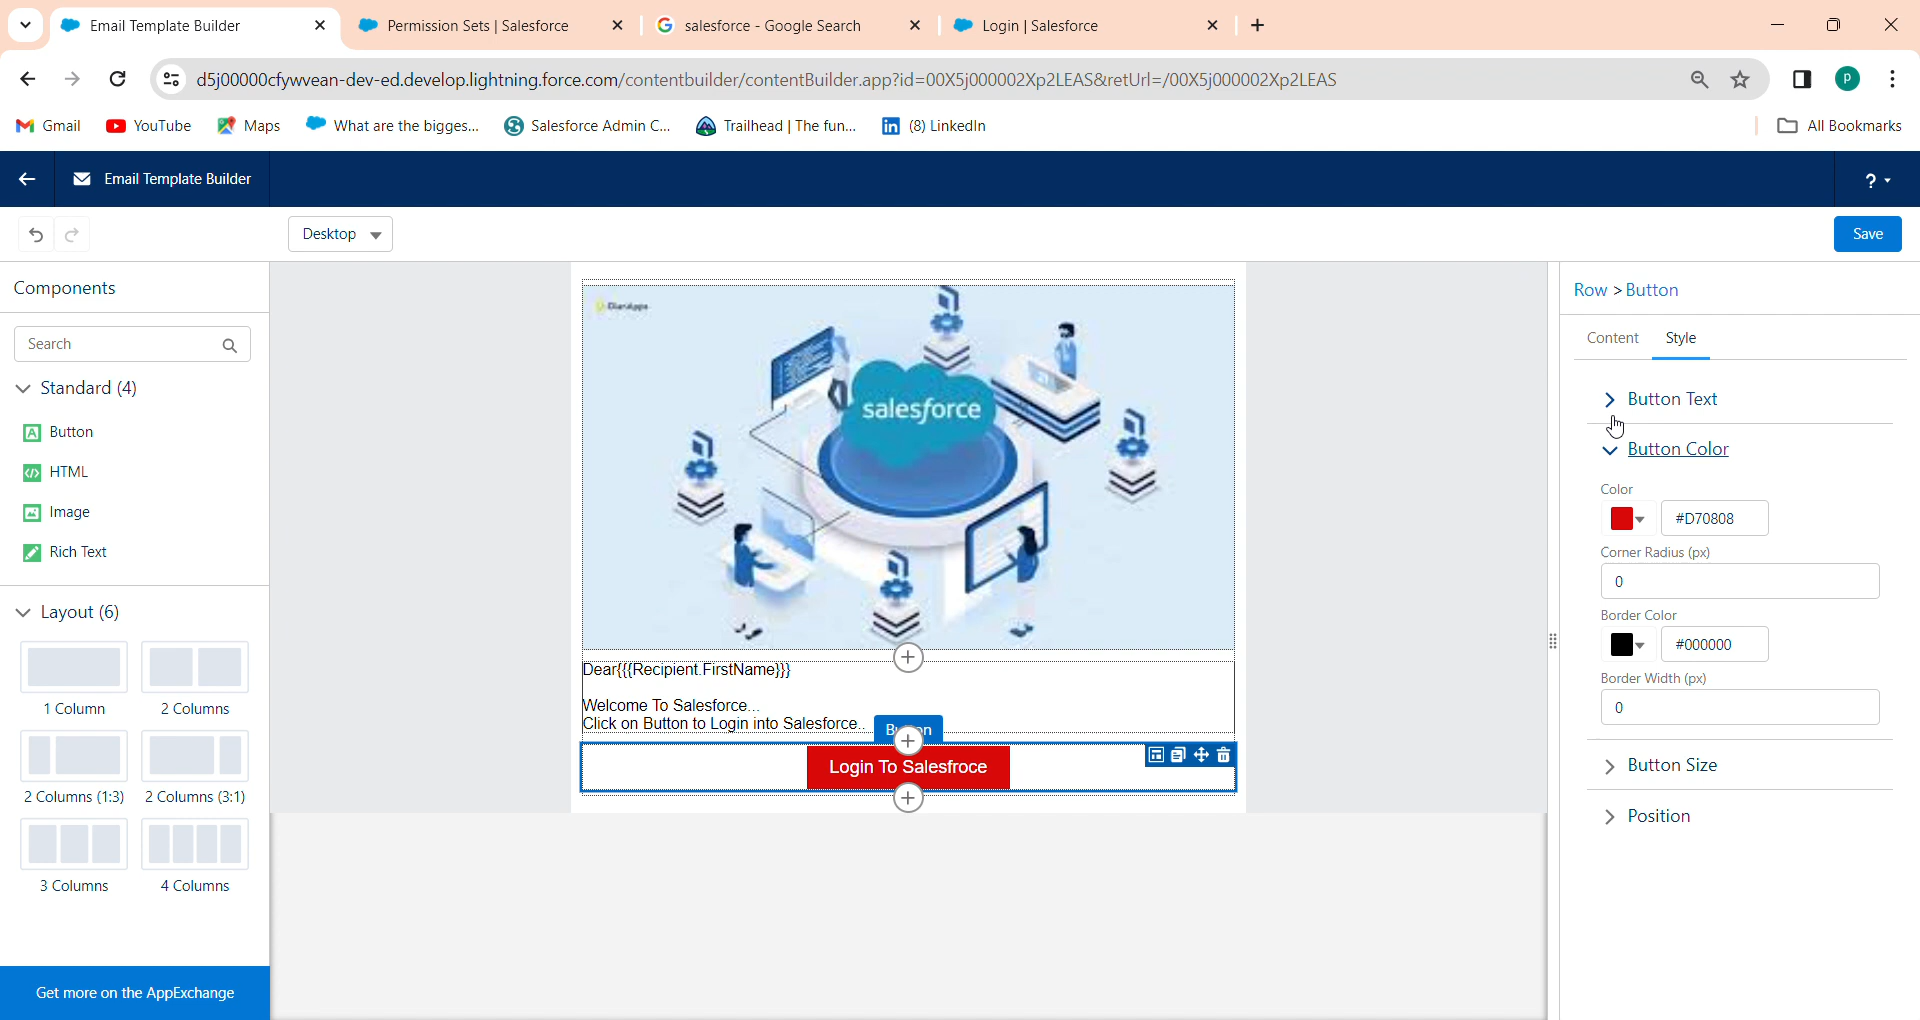 Email Template Builder
Permission Sets | Salesforce
salesforce - Google Search
Login | Salesforce
d5j00000cfywvean-dev-ed.develop.lightning.force.com/contentbuilder/contentBuilder.app?id=00X5j000002Xp2LEAS&retUrl=/00X5j000002Xp2LEAS
P
Gmail
YouTube
Maps
What are the bigges...
Salesforce Admin C...
Trailhead | The fun...
(8) LinkedIn
All Bookmarks
Email Template Builder
?
Desktop
Save
Components
Search
Standard (4)
Button
HTML
Image
Rich Text
Layout (6)
1 Column
2 Columns
2 Columns (1:3)
2 Columns (3:1)
3 Columns
4 Columns
Get more on the AppExchange
DianApps
salesforce
Dear{{{Recipient.FirstName}}}
Welcome To Salesforce...
Click on Button to Login into Salesforce..
Login To Salesfroce
Row > Button
Content
Style
Button Text
Button Color
Color
#D70808
Corner Radius (px)
0
Border Color
#000000
Border Width (px)
0
Button Size
Position